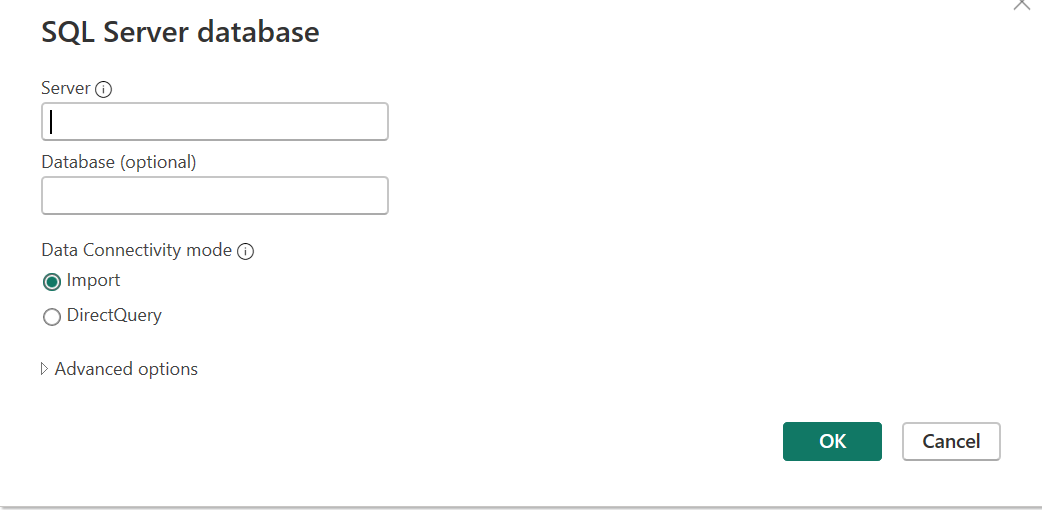 SQL Server database
Server
Database (optional)
Data Connectivity mode
Import
DirectQuery
Advanced options
OK Cancel